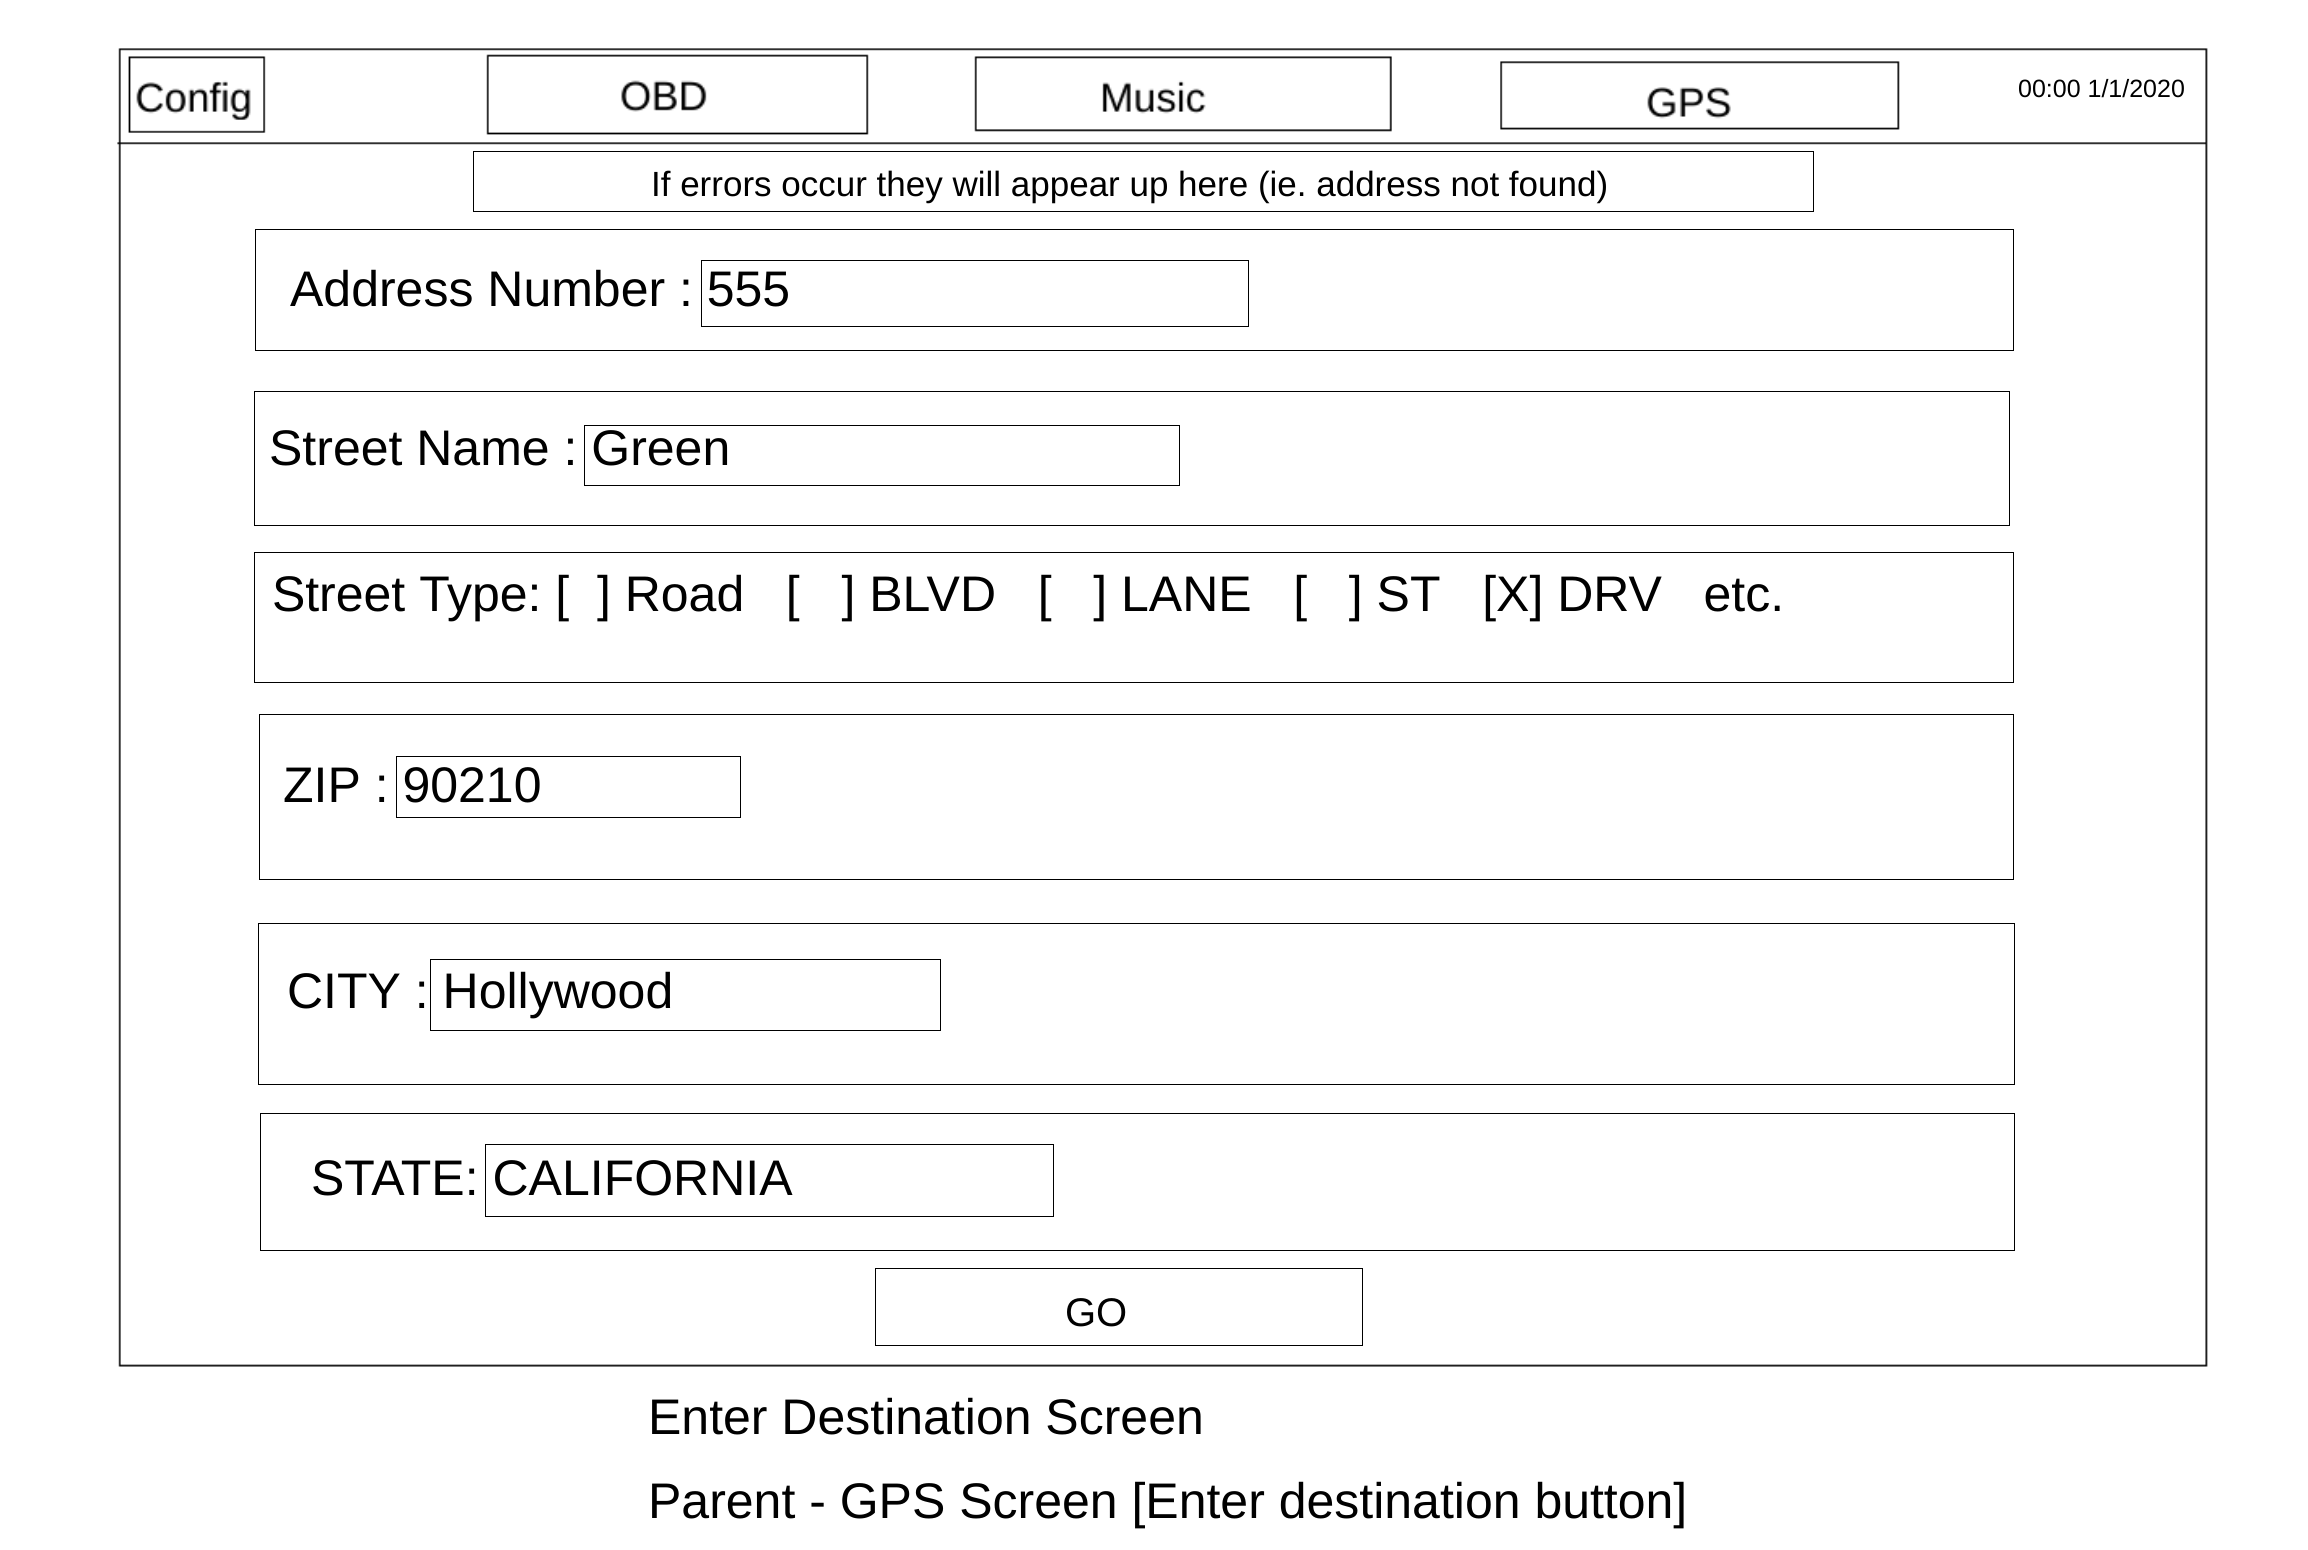 Config OBD Music GPS 00:00 1/1/2020
If errors occur they will appear up here (ie. address not found)
Address Number : 555
Street Name : Green
Street Type: [ ] Road [ ] BLVD [ ] LANE [ ] ST [X] DRV etc.
ZIP : 90210
CITY : Hollywood
STATE: CALIFORNIA
GO
Enter Destination Screen
Parent - GPS Screen [Enter destination button]